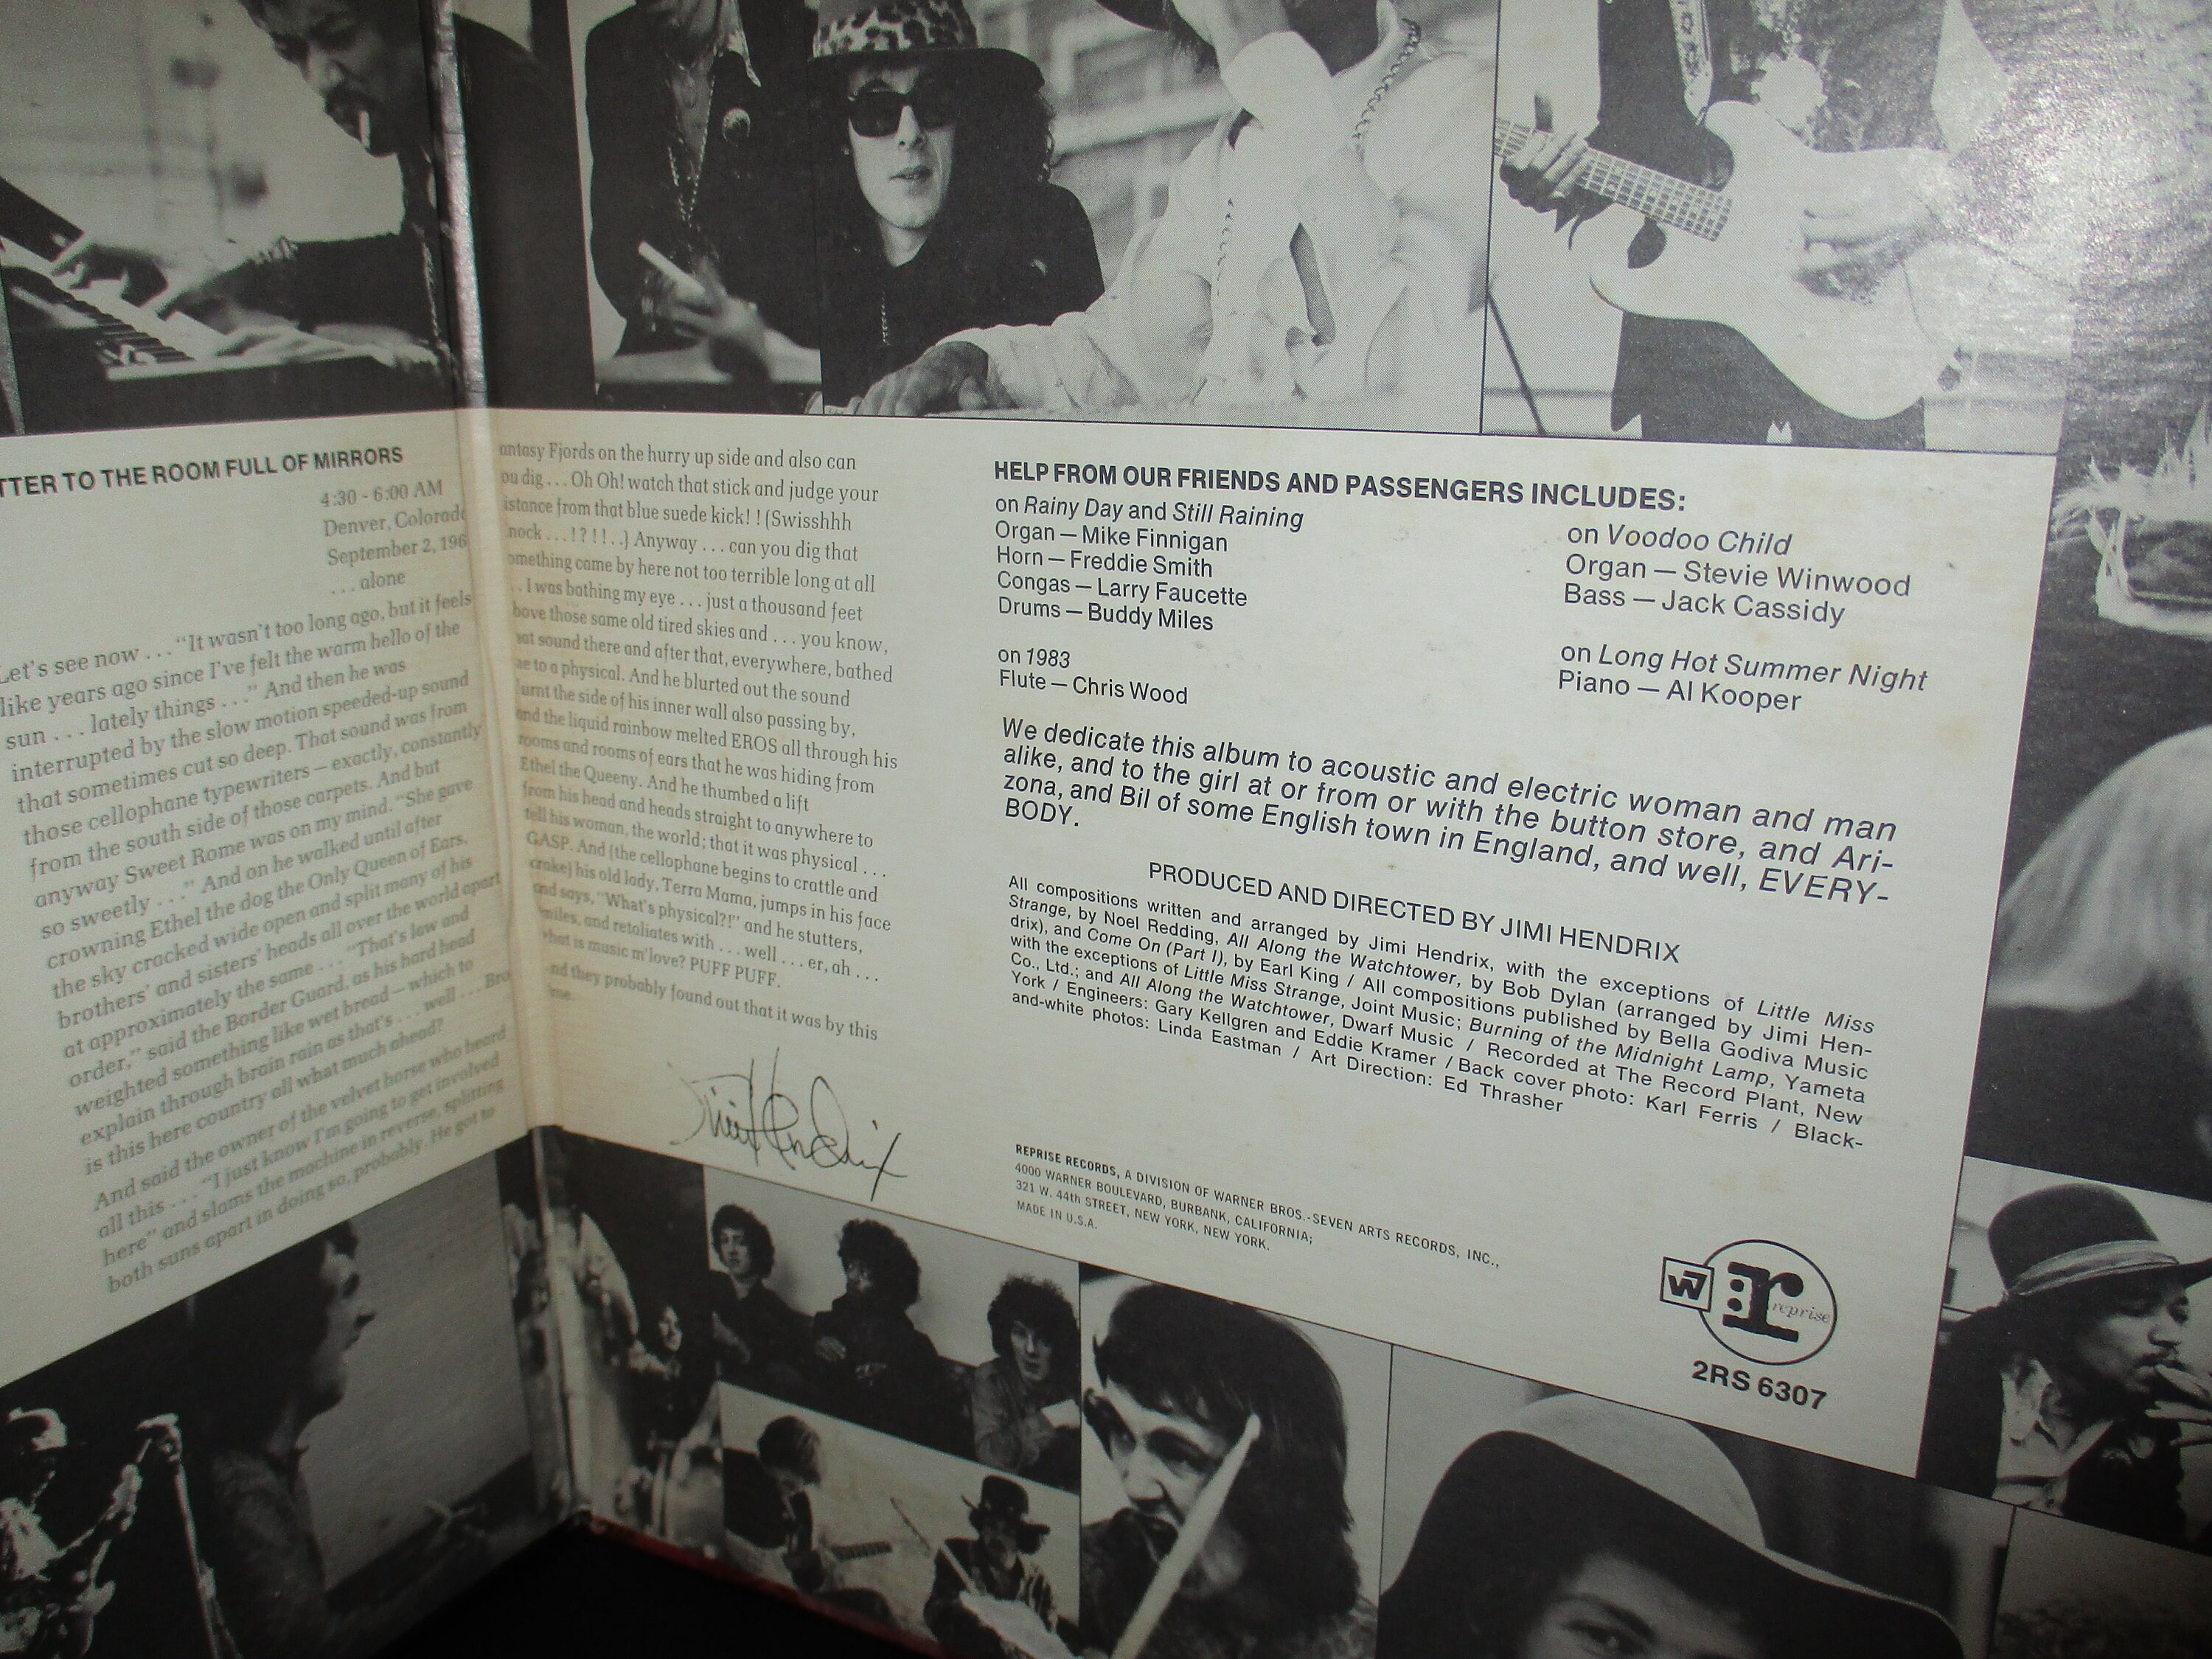 TTER TO THE ROOM FULL OF MIRRORS
4:30 - 6:00 AM
Denver, Colorado
September 2, 196
. . . alone
Let's see now . . . “It wasn't too long ago, but it feels
like years ago since I've felt the warm hello of the
sun . . . lately things . . .” And then he was
interrupted by the slow motion speeded-up sound
that sometimes cut so deep. That sound was from
those cellophane typewriters — exactly, constantly
from the south side of those carpets. And but
anyway Sweet Rome was on my mind. “She gave
so sweetly . . .” And on he walked until after
crowning Ethel the dog the Only Queen of Ears,
the sky cracked wide open and split many of his
brothers' and sisters' heads all over the world apart
at approximately the same . . . “That's law and
order,” said the Border Guard, as his hard head
weighted something like wet bread — which to
explain through brain rain as that's . . . well . . . Bro
is this here country all what much ahead?
And said the owner of the velvet horse who heard
all this . . . “I just know I'm going to get involved
here” and slams the machine in reverse, splitting
both suns apart in doing so, probably. He got to
antasy Fjords on the hurry up side and also can
ou dig . . . Oh Oh! watch that stick and judge your
istance from that blue suede kick! ! (Swisshhh
nock . . . !?!!..) Anyway . . . can you dig that
omething came by here not too terrible long at all
. . I was bathing my eye . . . just a thousand feet
bove those same old tired skies and . . . you know,
hat sound there and after that, everywhere, bathed
me to a physical. And he blurted out the sound
urnt the side of his inner wall also passing by,
and the liquid rainbow melted EROS all through his
rooms and rooms of ears that he was hiding from
Ethel the Queeny. And he thumbed a lift
from his head and heads straight to anywhere to
tell his woman, the world; that it was physical . . .
GASP. And (the cellophane begins to crattle and
crake) his old lady, Terra Mama, jumps in his face
and says, “What's physical?!” and he stutters,
smiles, and retaliates with . . . well . . . er, ah . . .
what is music m'love? PUFF PUFF.
nd they probably found out that it was by this
ime.
Jimi Hendrix
HELP FROM OUR FRIENDS AND PASSENGERS INCLUDES:
on Rainy Day and Still Raining
Organ — Mike Finnigan
Horn — Freddie Smith
Congas — Larry Faucette
Drums — Buddy Miles
on 1983
Flute — Chris Wood
on Voodoo Child
Organ — Stevie Winwood
Bass — Jack Cassidy
on Long Hot Summer Night
Piano — Al Kooper
We dedicate this album to acoustic and electric woman and man
alike, and to the girl at or from or with the button store, and Ari-
zona, and Bil of some English town in England, and well, EVERY-
BODY.
PRODUCED AND DIRECTED BY JIMI HENDRIX
All compositions written and arranged by Jimi Hendrix, with the exceptions of Little Miss
Strange, by Noel Redding, All Along the Watchtower, by Bob Dylan (arranged by Jimi Hen-
drix), and Come On (Part I), by Earl King / All compositions published by Bella Godiva Music
with the exceptions of Little Miss Strange, Joint Music; Burning of the Midnight Lamp, Yameta
Co., Ltd.; and All Along the Watchtower, Dwarf Music / Recorded at The Record Plant, New
York / Engineers: Gary Kellgren and Eddie Kramer / Back cover photo: Karl Ferris / Black-
and-white photos: Linda Eastman / Art Direction: Ed Thrasher
REPRISE RECORDS, A DIVISION OF WARNER BROS.-SEVEN ARTS RECORDS, INC.,
4000 WARNER BOULEVARD, BURBANK, CALIFORNIA;
321 W. 44th STREET, NEW YORK, NEW YORK.
MADE IN U.S.A.
W7 :r reprise
2RS 6307